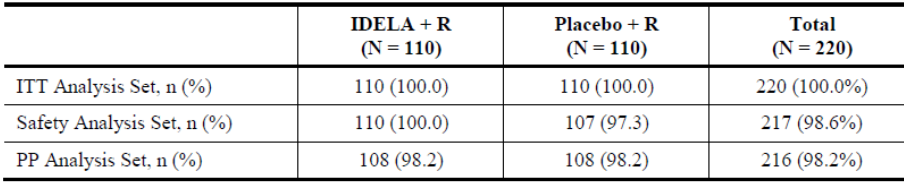 IDELA + R Placebo + R Total
(N = 110) (N = 110) (N = 220)
ITT Analysis Set, n (%) 110 (100.0) 110 (100.0) 220 (100.0%)
Safety Analysis Set, n (%) 110 (100.0) 107 (97.3) 217 (98.6%)
PP Analysis Set, n (%) 108 (98.2) 108 (98.2) 216 (98.2%)